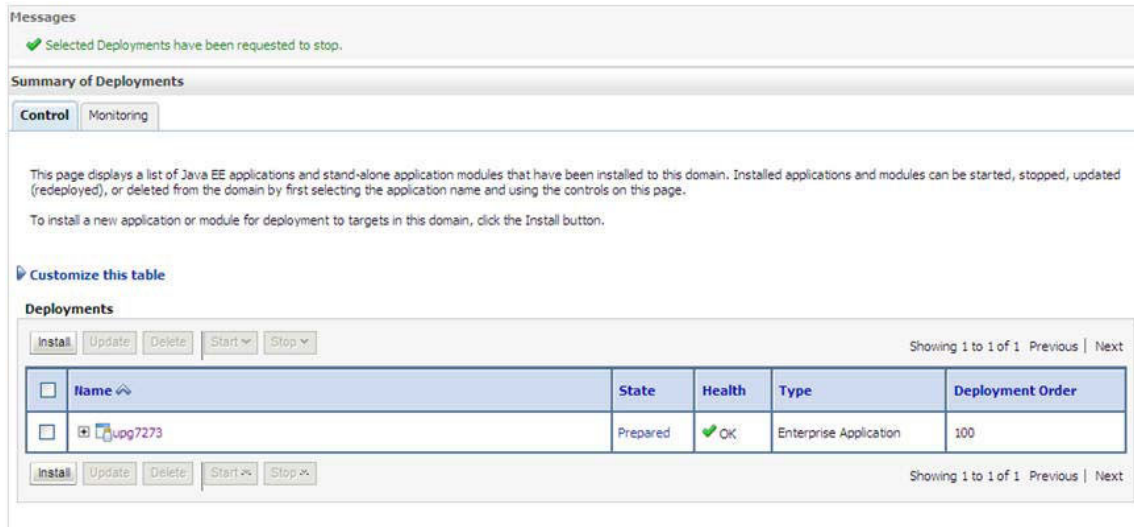 Messages
Selected Deployments have been requested to stop.
Summary of Deployments
Control Monitoring
This page displays a list of Java EE applications and stand-alone application modules that have been installed to this domain. Installed applications and modules can be started, stopped, updated
(redeployed), or deleted from the domain by first selecting the application name and using the controls on this page.
To install a new application or module for deployment to targets in this domain, click the Install button.
Customize this table
Deployments
Install Update Delete Start Stop Showing 1 to 1 of 1 Previous | Next
Name State Health Type Deployment Order
upg7273 Prepared OK Enterprise Application 100
Install Update Delete Start Stop Showing 1 to 1 of 1 Previous | Next